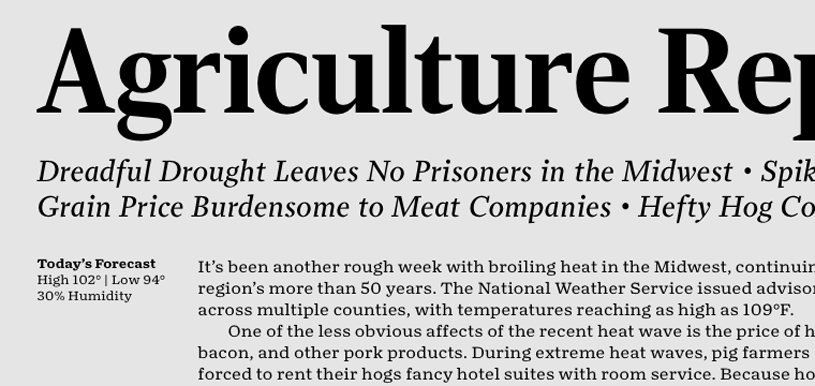 Agriculture Rep
Dreadful Drought Leaves No Prisoners in the Midwest • Spik
Grain Price Burdensome to Meat Companies • Hefty Hog Co
Today’s Forecast
High 102° | Low 94°
30% Humidity
It’s been another rough week with broiling heat in the Midwest, continuin
region’s more than 50 years. The National Weather Service issued advisor
across multiple counties, with temperatures reaching as high as 109°F.
One of the less obvious affects of the recent heat wave is the price of h
bacon, and other pork products. During extreme heat waves, pig farmers
forced to rent their hogs fancy hotel suites with room service. Because ho